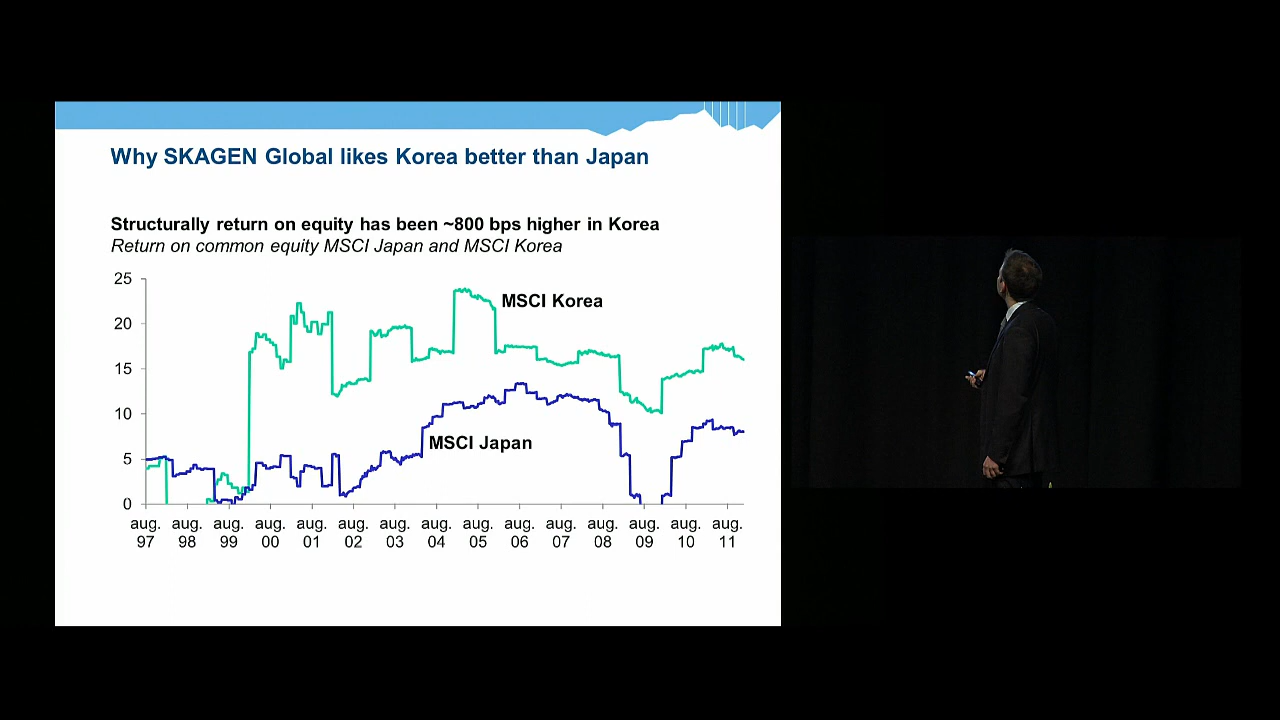 Why SKAGEN Global likes Korea better than Japan
Structurally return on equity has been ~800 bps higher in Korea
Return on common equity MSCI Japan and MSCI Korea
25
20
15
10
5
0
MSCI Korea
MSCI Japan
aug. aug. aug. aug. aug. aug. aug. aug. aug. aug. aug. aug. aug. aug. aug.
97 98 99 00 01 02 03 04 05 06 07 08 09 10 11